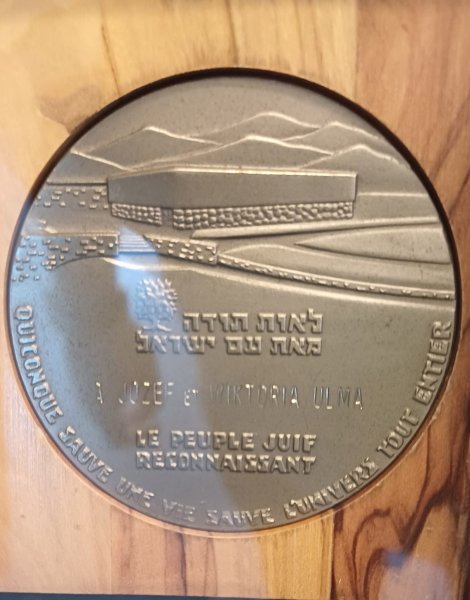 לאות תודה
מאת עם ישראל
A JOZEF ET WIKTORIA ULMA
LE PEUPLE JUIF
RECONNAISSANT
QUICONQUE SAUVE UNE VIE SAUVE L'UNIVERS TOUT ENTIER